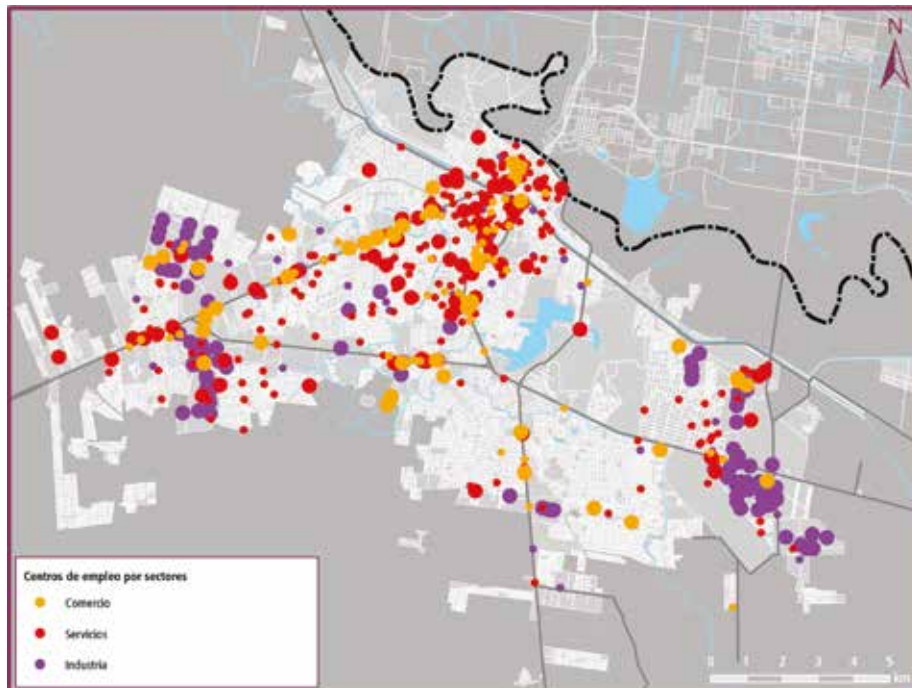 N
Centros de empleo por sectores
Comercio
Servicios
Industria
0 1 2 3 4 5
km